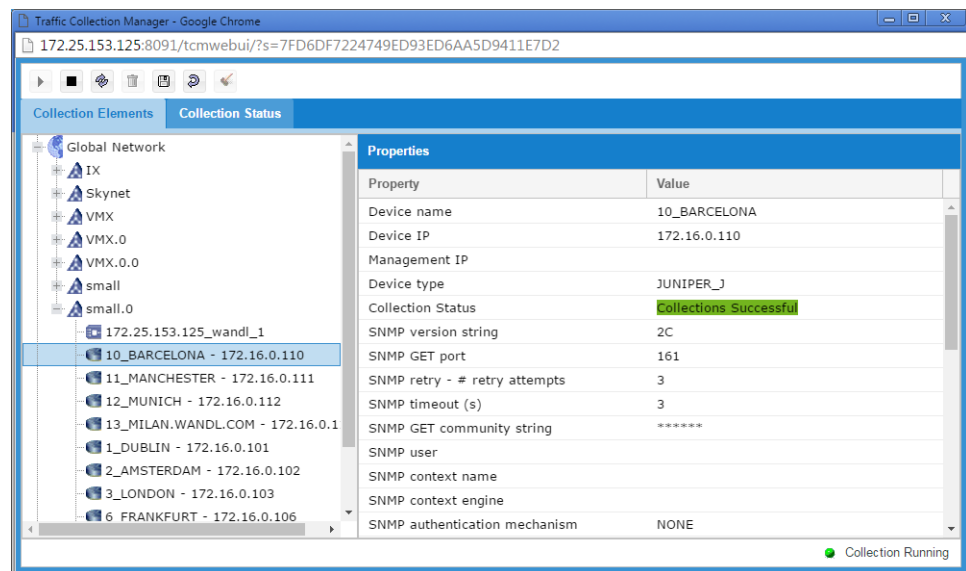 Traffic Collection Manager - Google Chrome
172.25.153.125:8091/tcmwebui/?s=7FD6DF7224749ED93ED6AA5D9411E7D2
Collection Elements
Collection Status
Global Network
IX
Skynet
VMX
VMX.0
VMX.0.0
small
small.0
172.25.153.125_wandl_1
10_BARCELONA - 172.16.0.110
11_MANCHESTER - 172.16.0.111
12_MUNICH - 172.16.0.112
13_MILAN.WANDL.COM - 172.16.0.1
1_DUBLIN - 172.16.0.101
2_AMSTERDAM - 172.16.0.102
3_LONDON - 172.16.0.103
6_FRANKFURT - 172.16.0.106
Properties
Property Value
Device name 10_BARCELONA
Device IP 172.16.0.110
Management IP
Device type JUNIPER_J
Collection Status Collections Successful
SNMP version string 2C
SNMP GET port 161
SNMP retry - # retry attempts 3
SNMP timeout (s) 3
SNMP GET community string ******
SNMP user
SNMP context name
SNMP context engine
SNMP authentication mechanism NONE
Collection Running